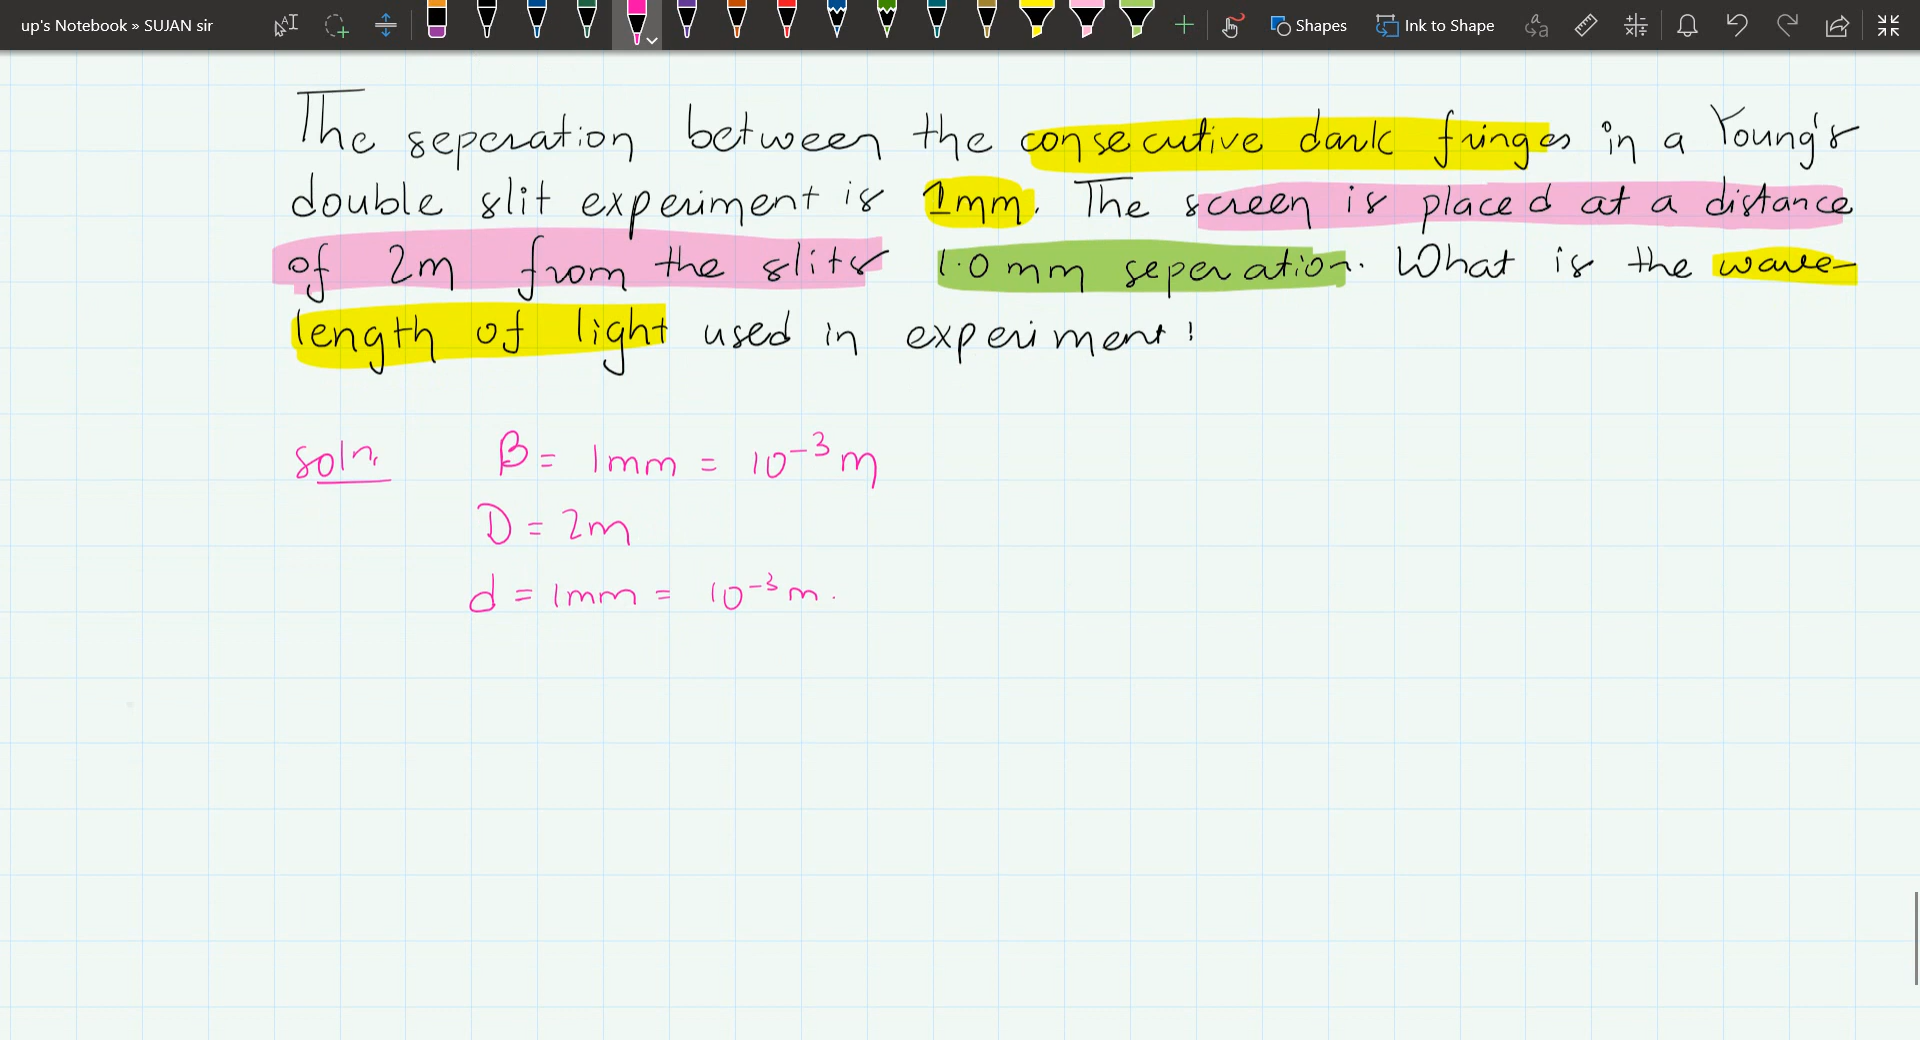 up's Notebook » SUJAN sir
Shapes
Ink to Shape
The seperation between the consecutive dark fringes in a Young's
double slit experiment is 1mm. The screen is placed at a distance
of 2m from the slits 1.0 mm seperation. What is the wave-
length of light used in experiment!
soln,
B = 1mm = 10⁻³ m
D = 2m
d = 1mm = 10⁻³ m.